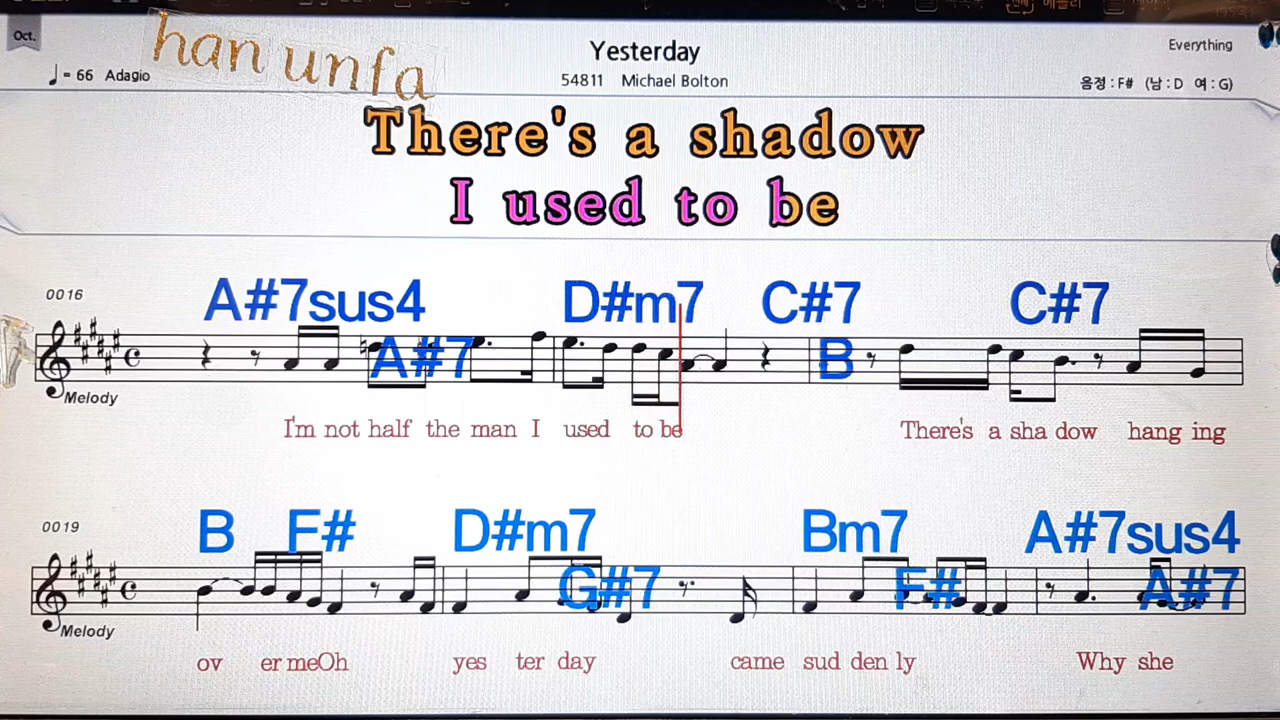 Oct.
han unfa
Yesterday
Everything
♩= 66 Adagio
54811 Michael Bolton
음정 : F# (남 : D 여 : G)
There's a shadow
I used to be
0016
A#7sus4 D#m7 C#7 C#7
A#7 B
Melody
I'm not half the man I used to be There's a sha dow hang ing
0019
B F# D#m7 Bm7 A#7sus4
G#7 F# A#7
Melody
ov er meOh yes ter day came sud den ly Why she